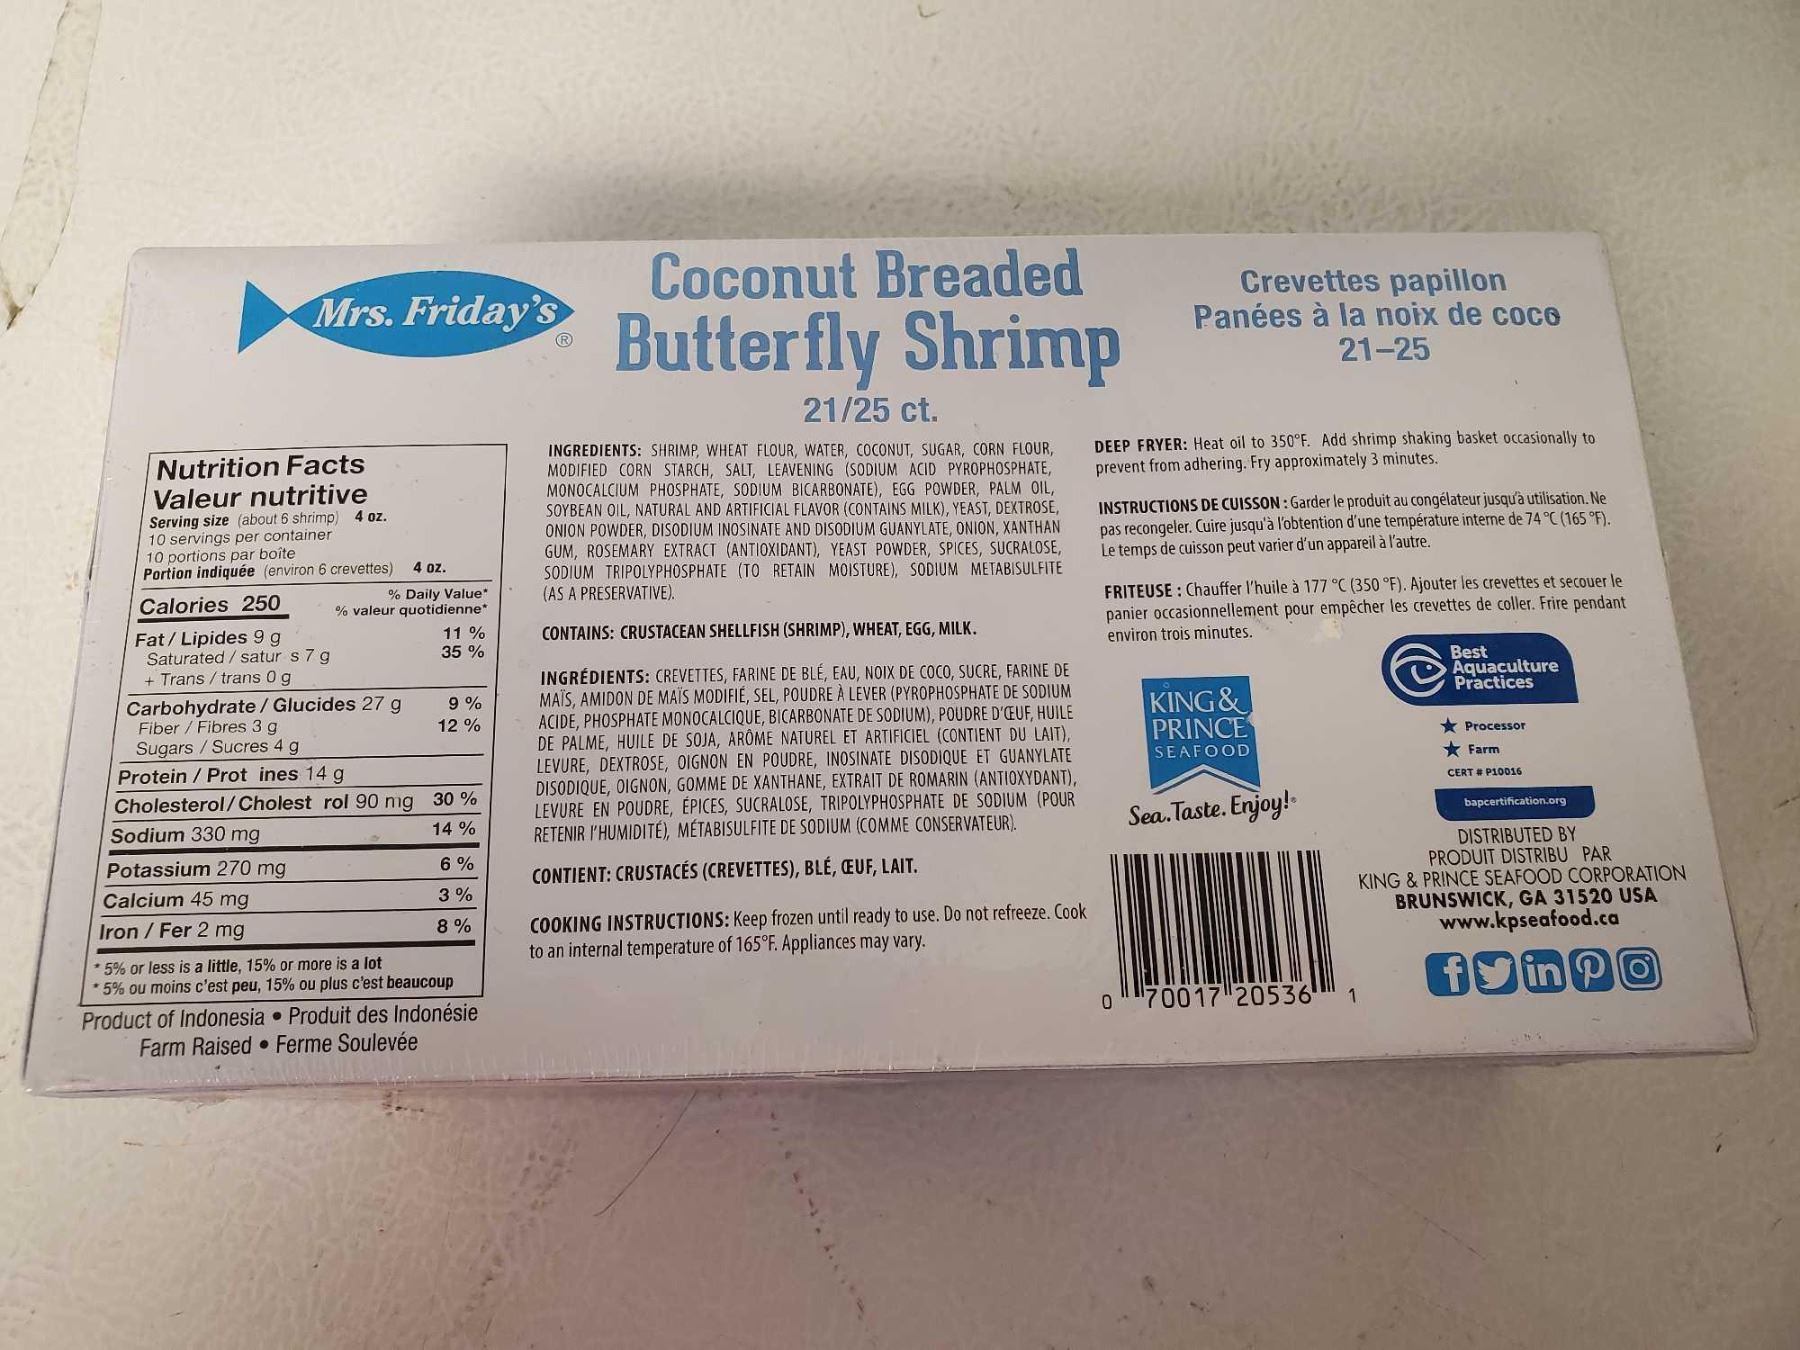 Mrs. Friday's®
Coconut Breaded
Butterfly Shrimp
21/25 ct.
Crevettes papillon
Panées à la noix de coco
21–25
Nutrition Facts
Valeur nutritive
Serving size (about 6 shrimp) 4 oz.
10 servings per container
10 portions par boîte
Portion indiquée (environ 6 crevettes) 4 oz.
Calories 250
% Daily Value*
% valeur quotidienne*
Fat / Lipides 9 g 11 %
Saturated / satur s 7 g 35 %
+ Trans / trans 0 g
Carbohydrate / Glucides 27 g 9 %
Fiber / Fibres 3 g 12 %
Sugars / Sucres 4 g
Protein / Prot ines 14 g
Cholesterol / Cholest rol 90 mg 30 %
Sodium 330 mg 14 %
Potassium 270 mg 6 %
Calcium 45 mg 3 %
Iron / Fer 2 mg 8 %
* 5% or less is a little, 15% or more is a lot
* 5% ou moins c'est peu, 15% ou plus c'est beaucoup
Product of Indonesia • Produit des Indonésie
Farm Raised • Ferme Soulevée
INGREDIENTS: SHRIMP, WHEAT FLOUR, WATER, COCONUT, SUGAR, CORN FLOUR,
MODIFIED CORN STARCH, SALT, LEAVENING (SODIUM ACID PYROPHOSPHATE,
MONOCALCIUM PHOSPHATE, SODIUM BICARBONATE), EGG POWDER, PALM OIL,
SOYBEAN OIL, NATURAL AND ARTIFICIAL FLAVOR (CONTAINS MILK), YEAST, DEXTROSE,
ONION POWDER, DISODIUM INOSINATE AND DISODIUM GUANYLATE, ONION, XANTHAN
GUM, ROSEMARY EXTRACT (ANTIOXIDANT), YEAST POWDER, SPICES, SUCRALOSE,
SODIUM TRIPOLYPHOSPHATE (TO RETAIN MOISTURE), SODIUM METABISULFITE
(AS A PRESERVATIVE).
CONTAINS: CRUSTACEAN SHELLFISH (SHRIMP), WHEAT, EGG, MILK.
INGRÉDIENTS: CREVETTES, FARINE DE BLÉ, EAU, NOIX DE COCO, SUCRE, FARINE DE
MAÏS, AMIDON DE MAÏS MODIFIÉ, SEL, POUDRE À LEVER (PYROPHOSPHATE DE SODIUM
ACIDE, PHOSPHATE MONOCALCIQUE, BICARBONATE DE SODIUM), POUDRE D'ŒUF, HUILE
DE PALME, HUILE DE SOJA, ARÔME NATUREL ET ARTIFICIEL (CONTIENT DU LAIT),
LEVURE, DEXTROSE, OIGNON EN POUDRE, INOSINATE DISODIQUE ET GUANYLATE
DISODIQUE, OIGNON, GOMME DE XANTHANE, EXTRAIT DE ROMARIN (ANTIOXYDANT),
LEVURE EN POUDRE, ÉPICES, SUCRALOSE, TRIPOLYPHOSPHATE DE SODIUM (POUR
RETENIR l'HUMIDITÉ), MÉTABISULFITE DE SODIUM (COMME CONSERVATEUR).
CONTIENT: CRUSTACÉS (CREVETTES), BLÉ, ŒUF, LAIT.
COOKING INSTRUCTIONS: Keep frozen until ready to use. Do not refreeze. Cook
to an internal temperature of 165°F. Appliances may vary.
DEEP FRYER: Heat oil to 350°F. Add shrimp shaking basket occasionally to
prevent from adhering. Fry approximately 3 minutes.
INSTRUCTIONS DE CUISSON : Garder le produit au congélateur jusqu'à utilisation. Ne
pas recongeler. Cuire jusqu'à l'obtention d'une température interne de 74 °C (165 °F).
Le temps de cuisson peut varier d'un appareil à l'autre.
FRITEUSE : Chauffer l'huile à 177 °C (350 °F). Ajouter les crevettes et secouer le
panier occasionnellement pour empêcher les crevettes de coller. Frire pendant
environ trois minutes.
KING &
PRINCE
SEAFOOD
Sea. Taste. Enjoy!®
0 70017 20536 1
Best
Aquaculture
Practices
Processor
Farm
CERT # P10016
bapcertification.org
DISTRIBUTED BY
PRODUIT DISTRIBU PAR
KING & PRINCE SEAFOOD CORPORATION
BRUNSWICK, GA 31520 USA
www.kpseafood.ca